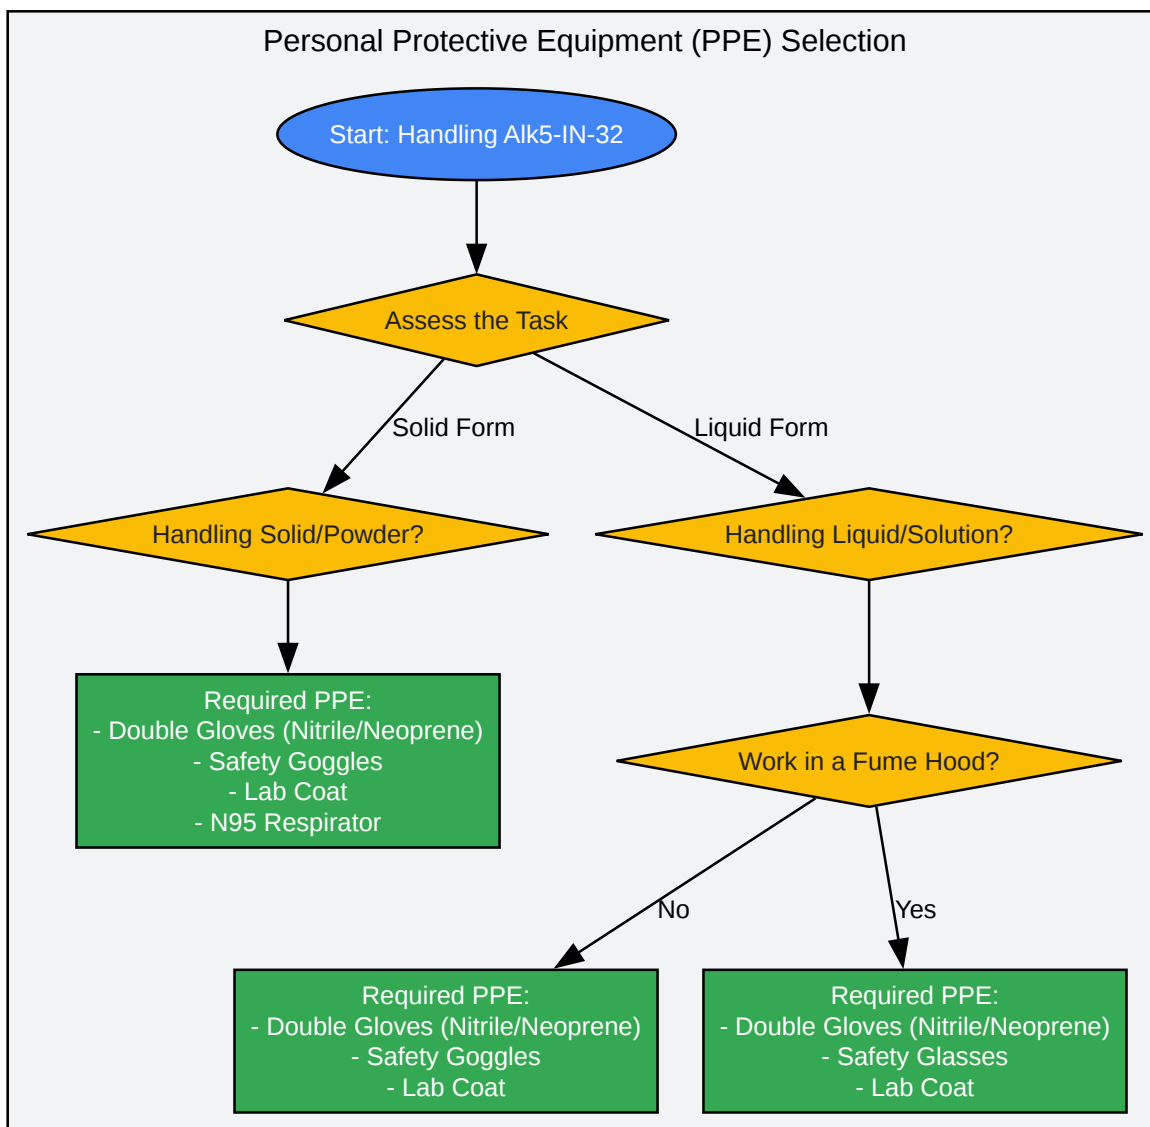 Personal Protective Equipment (PPE) Selection
Start: Handling Alk5-IN-32
Assess the Task
Solid Form
Liquid Form
Handling Solid/Powder?
Handling Liquid/Solution?
Required PPE:
- Double Gloves (Nitrile/Neoprene)
- Safety Goggles
- Lab Coat
- N95 Respirator
Work in a Fume Hood?
No
Yes
Required PPE:
- Double Gloves (Nitrile/Neoprene)
- Safety Goggles
- Lab Coat
Required PPE:
- Double Gloves (Nitrile/Neoprene)
- Safety Glasses
- Lab Coat